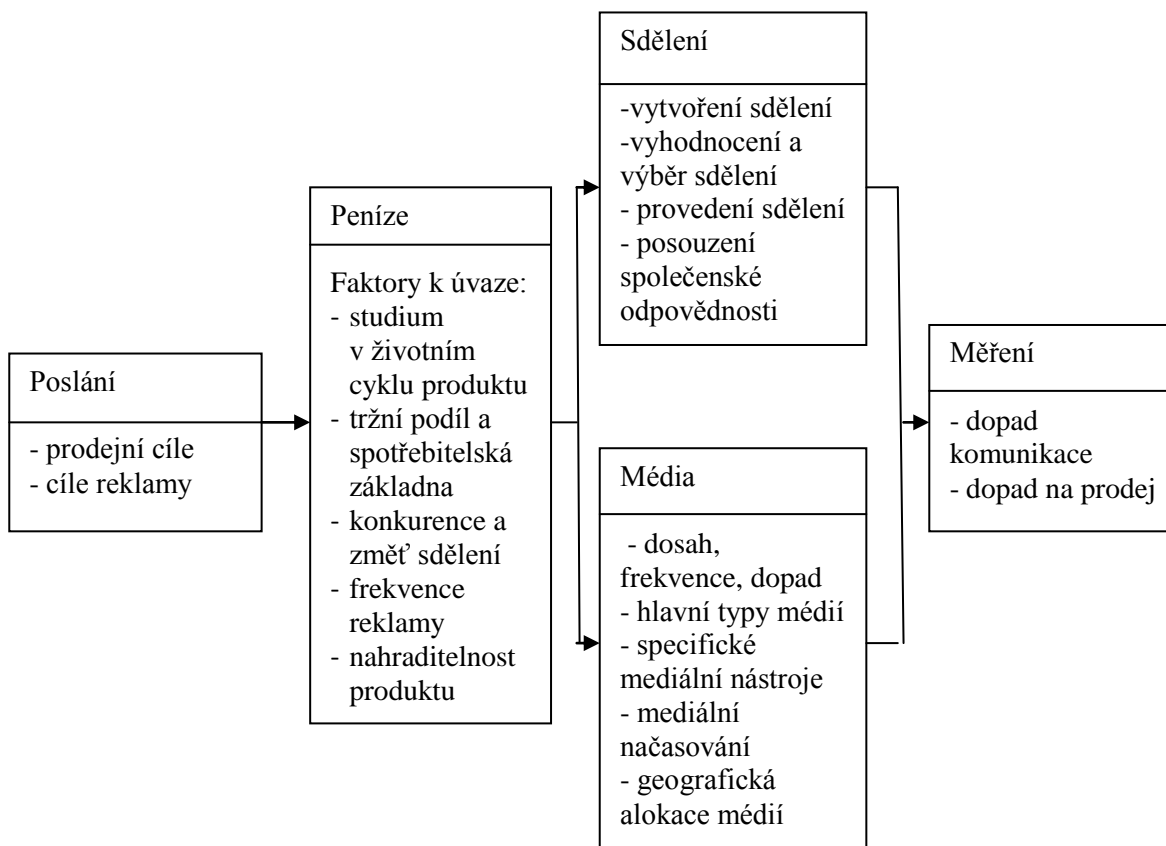 Poslání
- prodejní cíle
- cíle reklamy
Peníze
Faktory k úvaze:
- studium
v životním
cyklu produktu
- tržní podíl a
spotřebitelská
základna
- konkurence a
změť sdělení
- frekvence
reklamy
- nahraditelnost
produktu
Sdělení
-vytvoření sdělení
-vyhodnocení a
výběr sdělení
- provedení sdělení
- posouzení
společenské
odpovědnosti
Média
- dosah,
frekvence, dopad
- hlavní typy médií
- specifické
mediální nástroje
- mediální
načasování
- geografická
alokace médií
Měření
- dopad
komunikace
- dopad na prodej